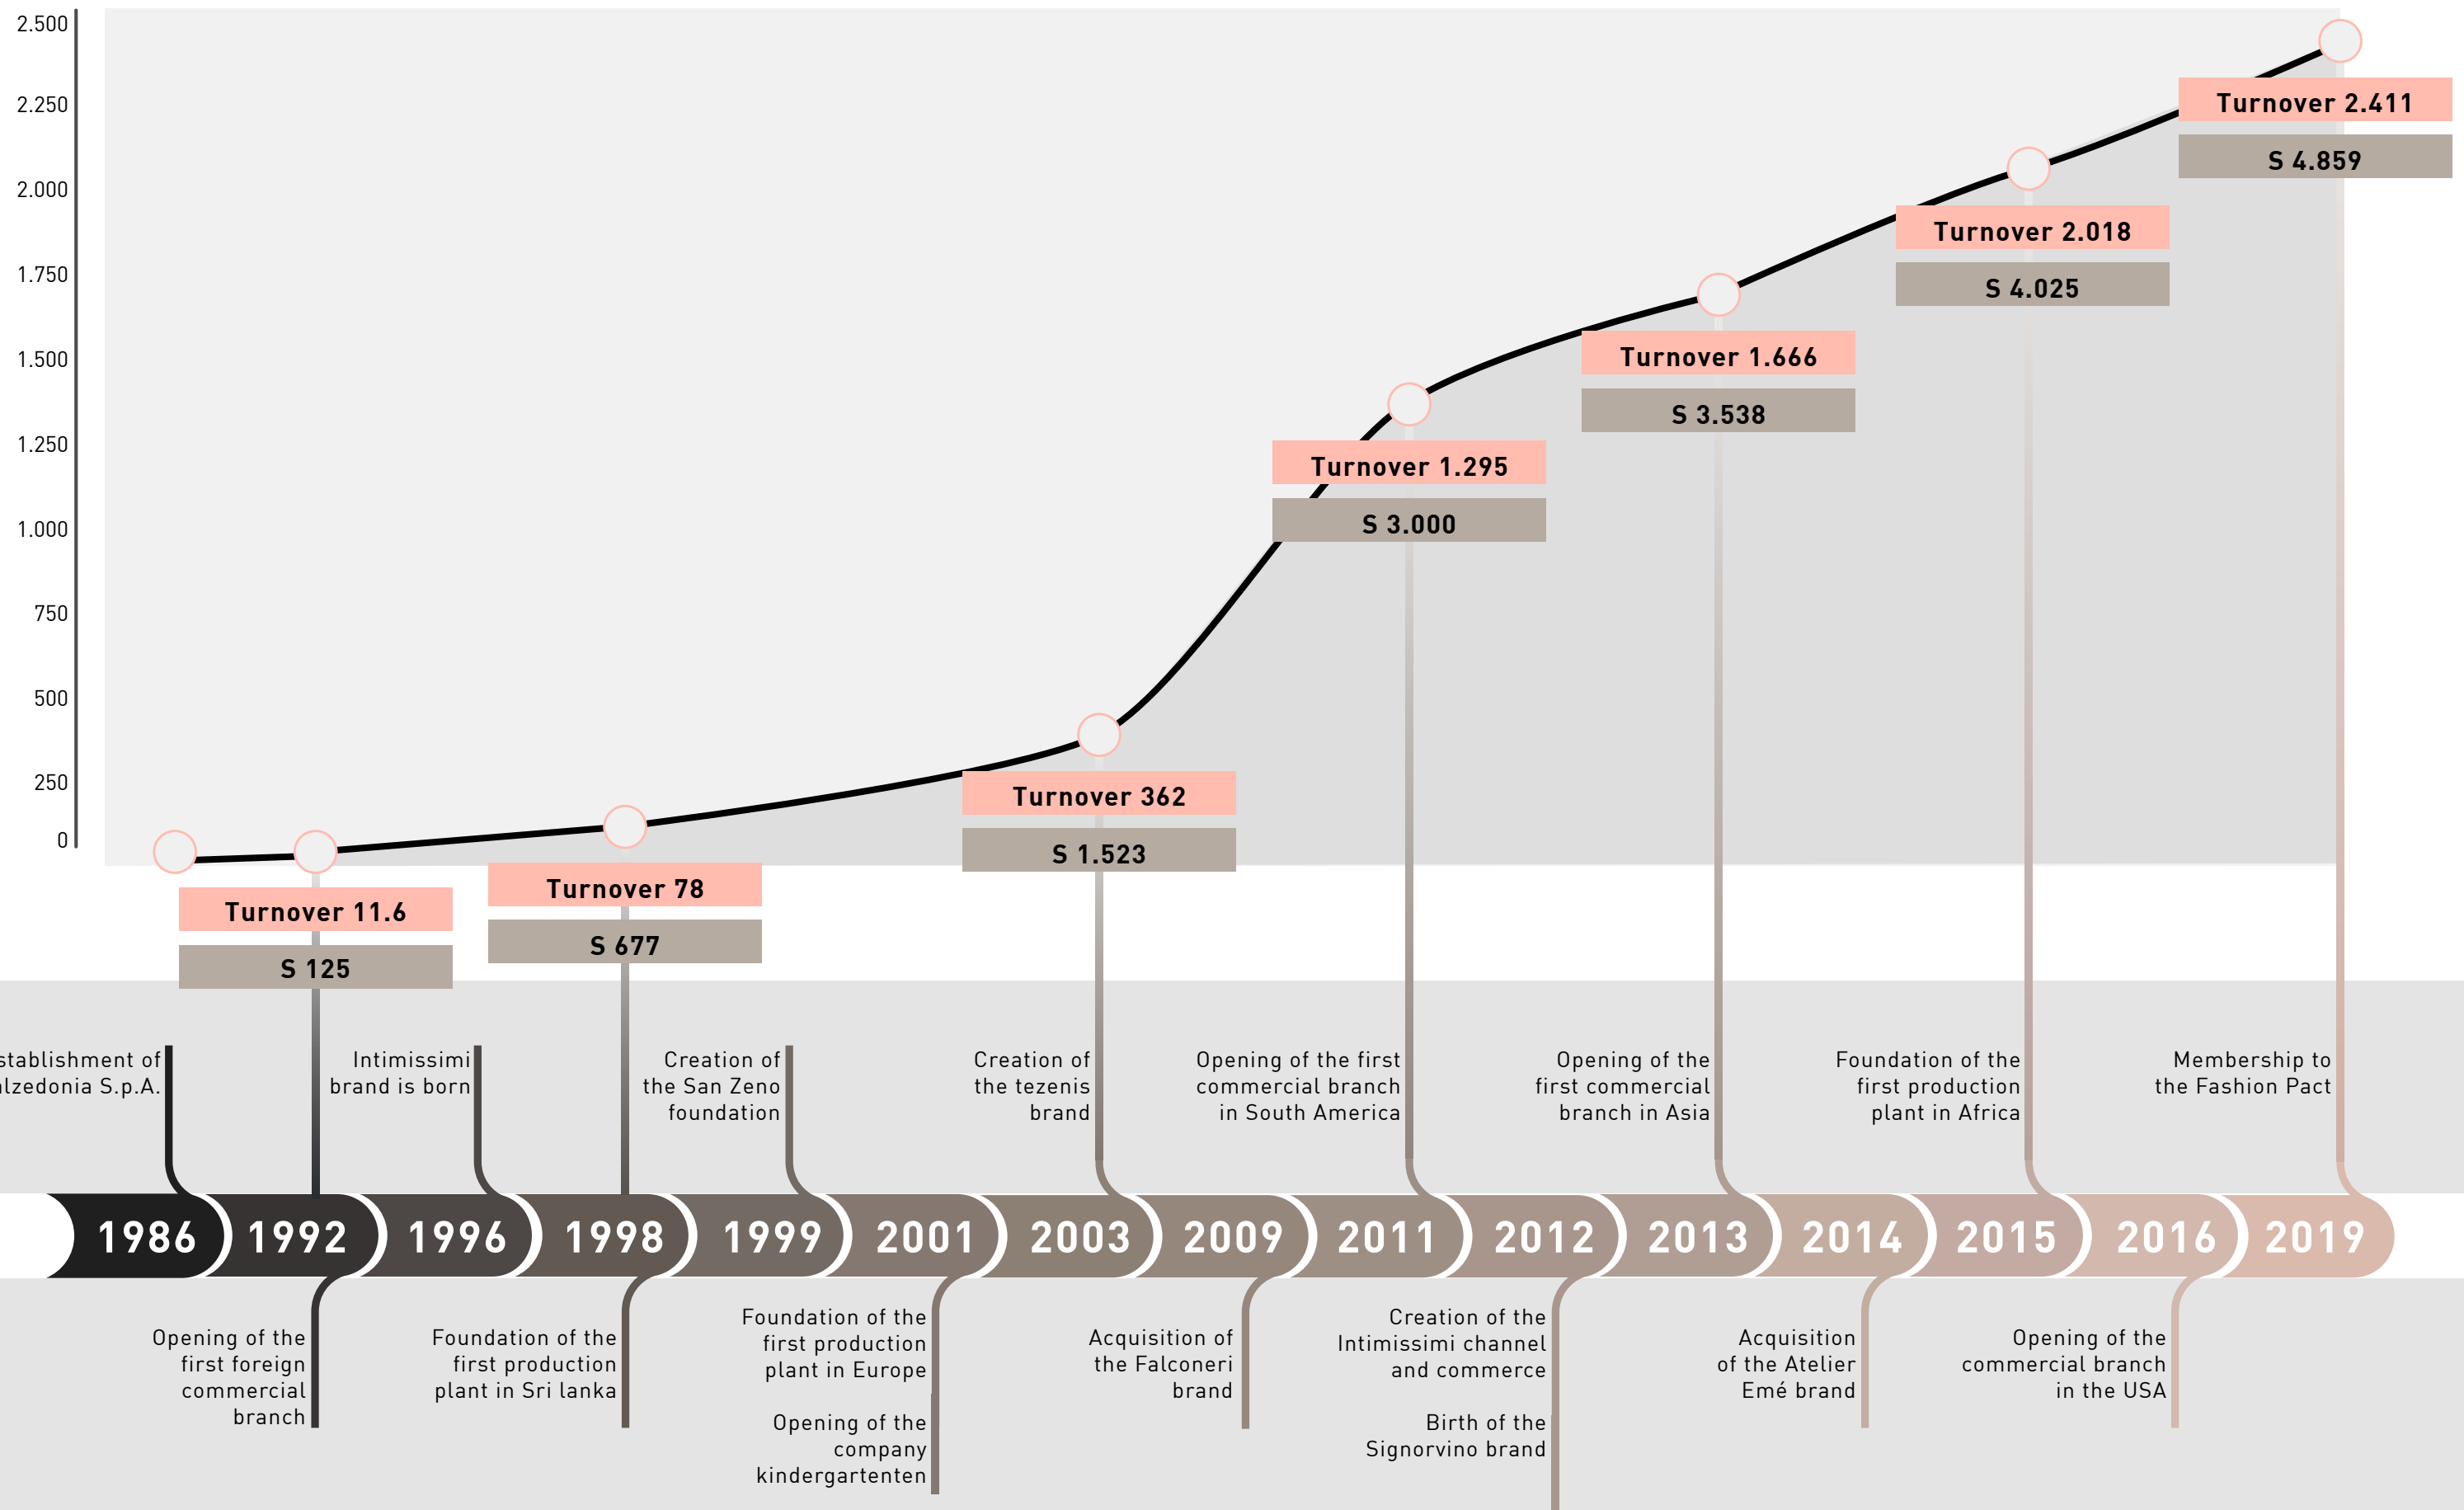 2.500
2.250
2.000
1.750
1.500
1.250
1.000
750
500
250
0
Turnover 2.411
S 4.859
Turnover 2.018
S 4.025
Turnover 1.666
S 3.538
Turnover 1.295
S 3.000
Turnover 362
S 1.523
Turnover 78
S 677
Turnover 11.6
S 125
stablishment of
alzedonia S.p.A.
Intimissimi
brand is born
Creation of
the San Zeno
foundation
Creation of
the tezenis
brand
Opening of the first
commercial branch
in South America
Opening of the
first commercial
branch in Asia
Foundation of the
first production
plant in Africa
Membership to
the Fashion Pact
1986
1992
1996
1998
1999
2001
2003
2009
2011
2012
2013
2014
2015
2016
2019
Opening of the
first foreign
commercial
branch
Foundation of the
first production
plant in Sri lanka
Foundation of the
first production
plant in Europe
Opening of the
company
kindergartenten
Acquisition of
the Falconeri
brand
Creation of the
Intimissimi channel
and commerce
Birth of the
Signorvino brand
Acquisition
of the Atelier
Emé brand
Opening of the
commercial branch
in the USA